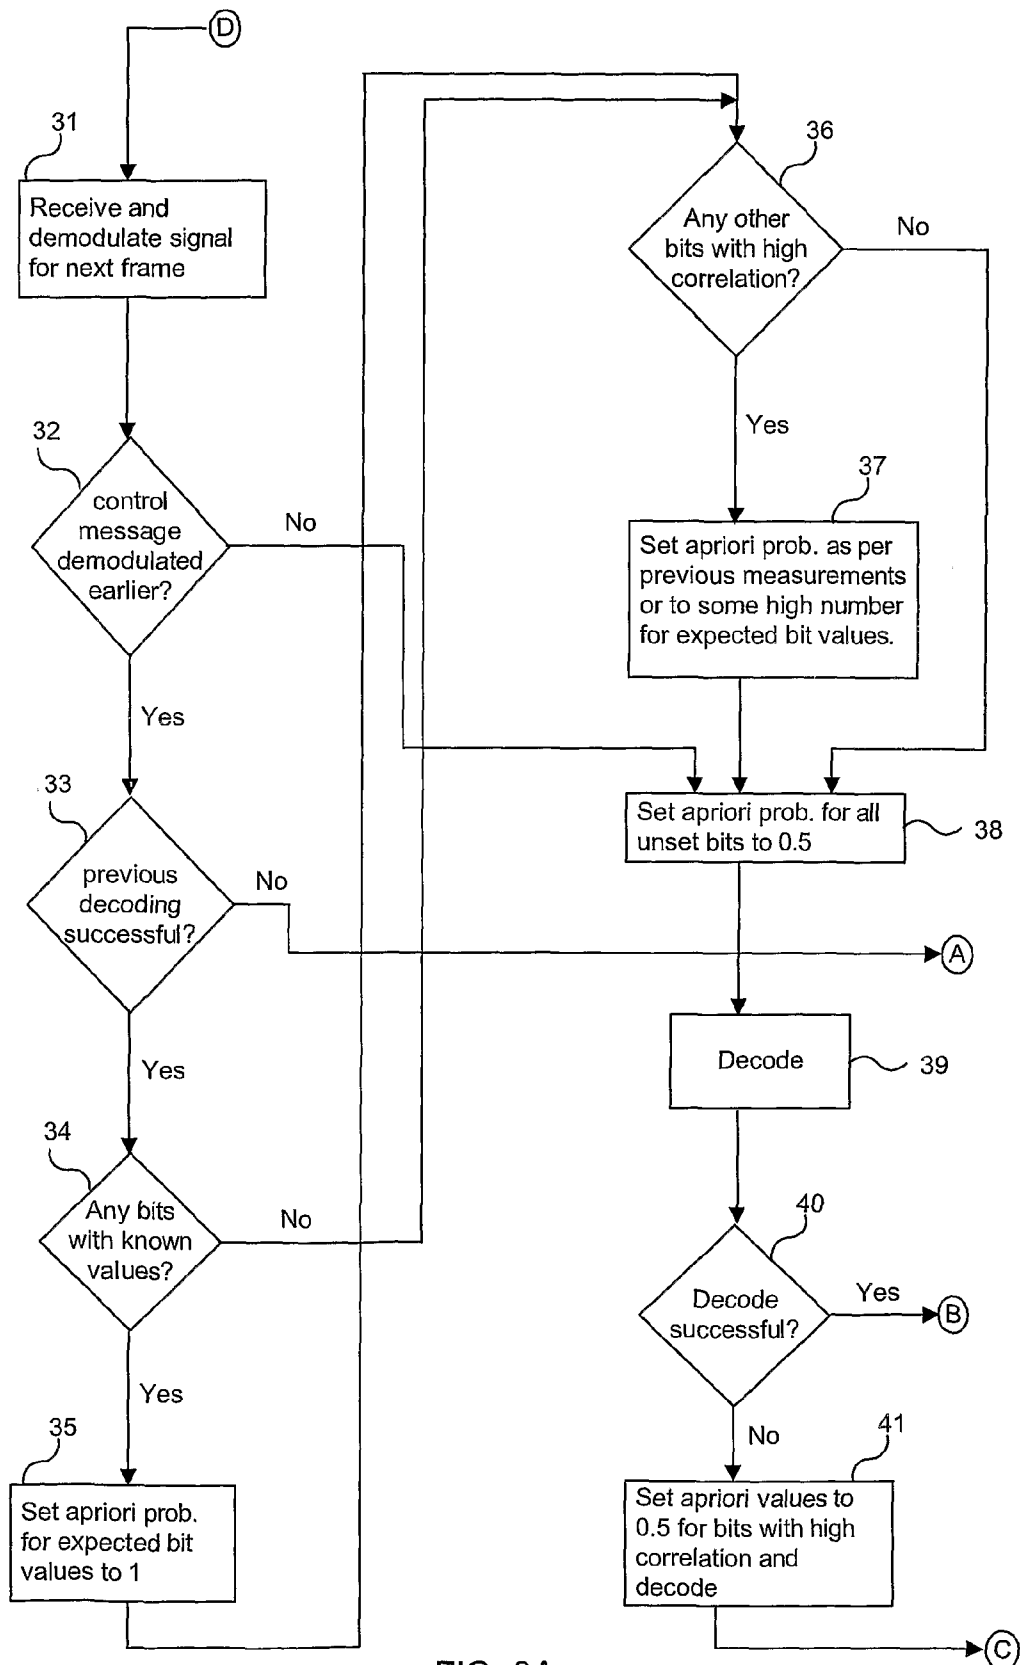 D
31
Receive and
demodulate signal
for next frame
32
control
message
demodulated
earlier?
No
Yes
33
previous
decoding
successful?
No
A
Yes
34
Any bits
with known
values?
No
Yes
35
Set apriori prob.
for expected bit
values to 1
36
Any other
bits with high
correlation?
No
Yes
37
Set apriori prob. as per
previous measurements
or to some high number
for expected bit values.
Set apriori prob. for all
unset bits to 0.5
38
Decode
39
40
Decode
successful?
Yes
B
No
41
Set apriori values to
0.5 for bits with high
correlation and
decode
C